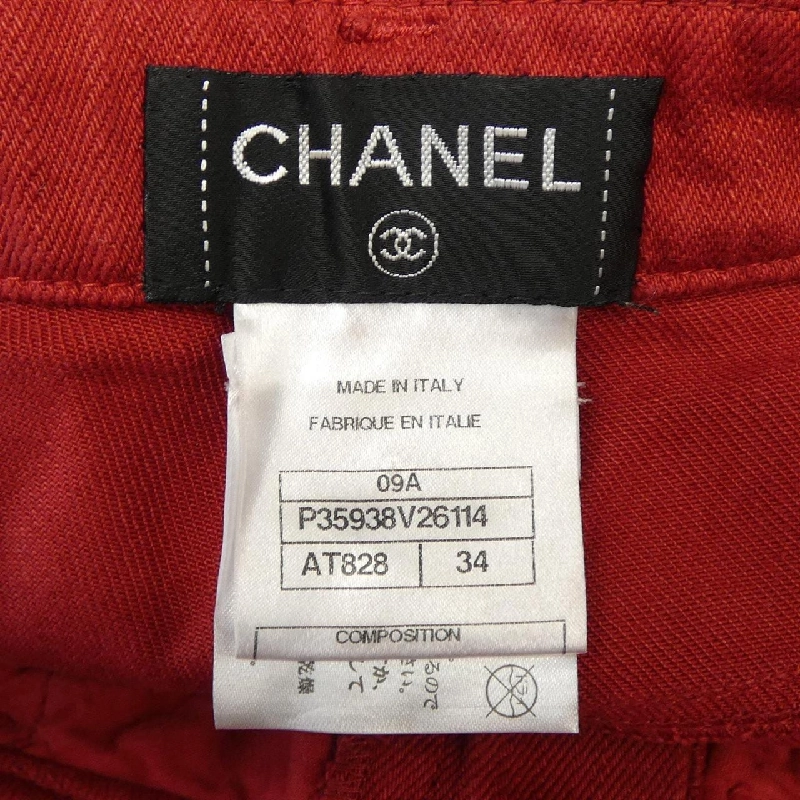 CHANEL
MADE IN ITALY
FABRIQUE EN ITALIE
09A
P35938V26114
AT828 34
COMPOSITION